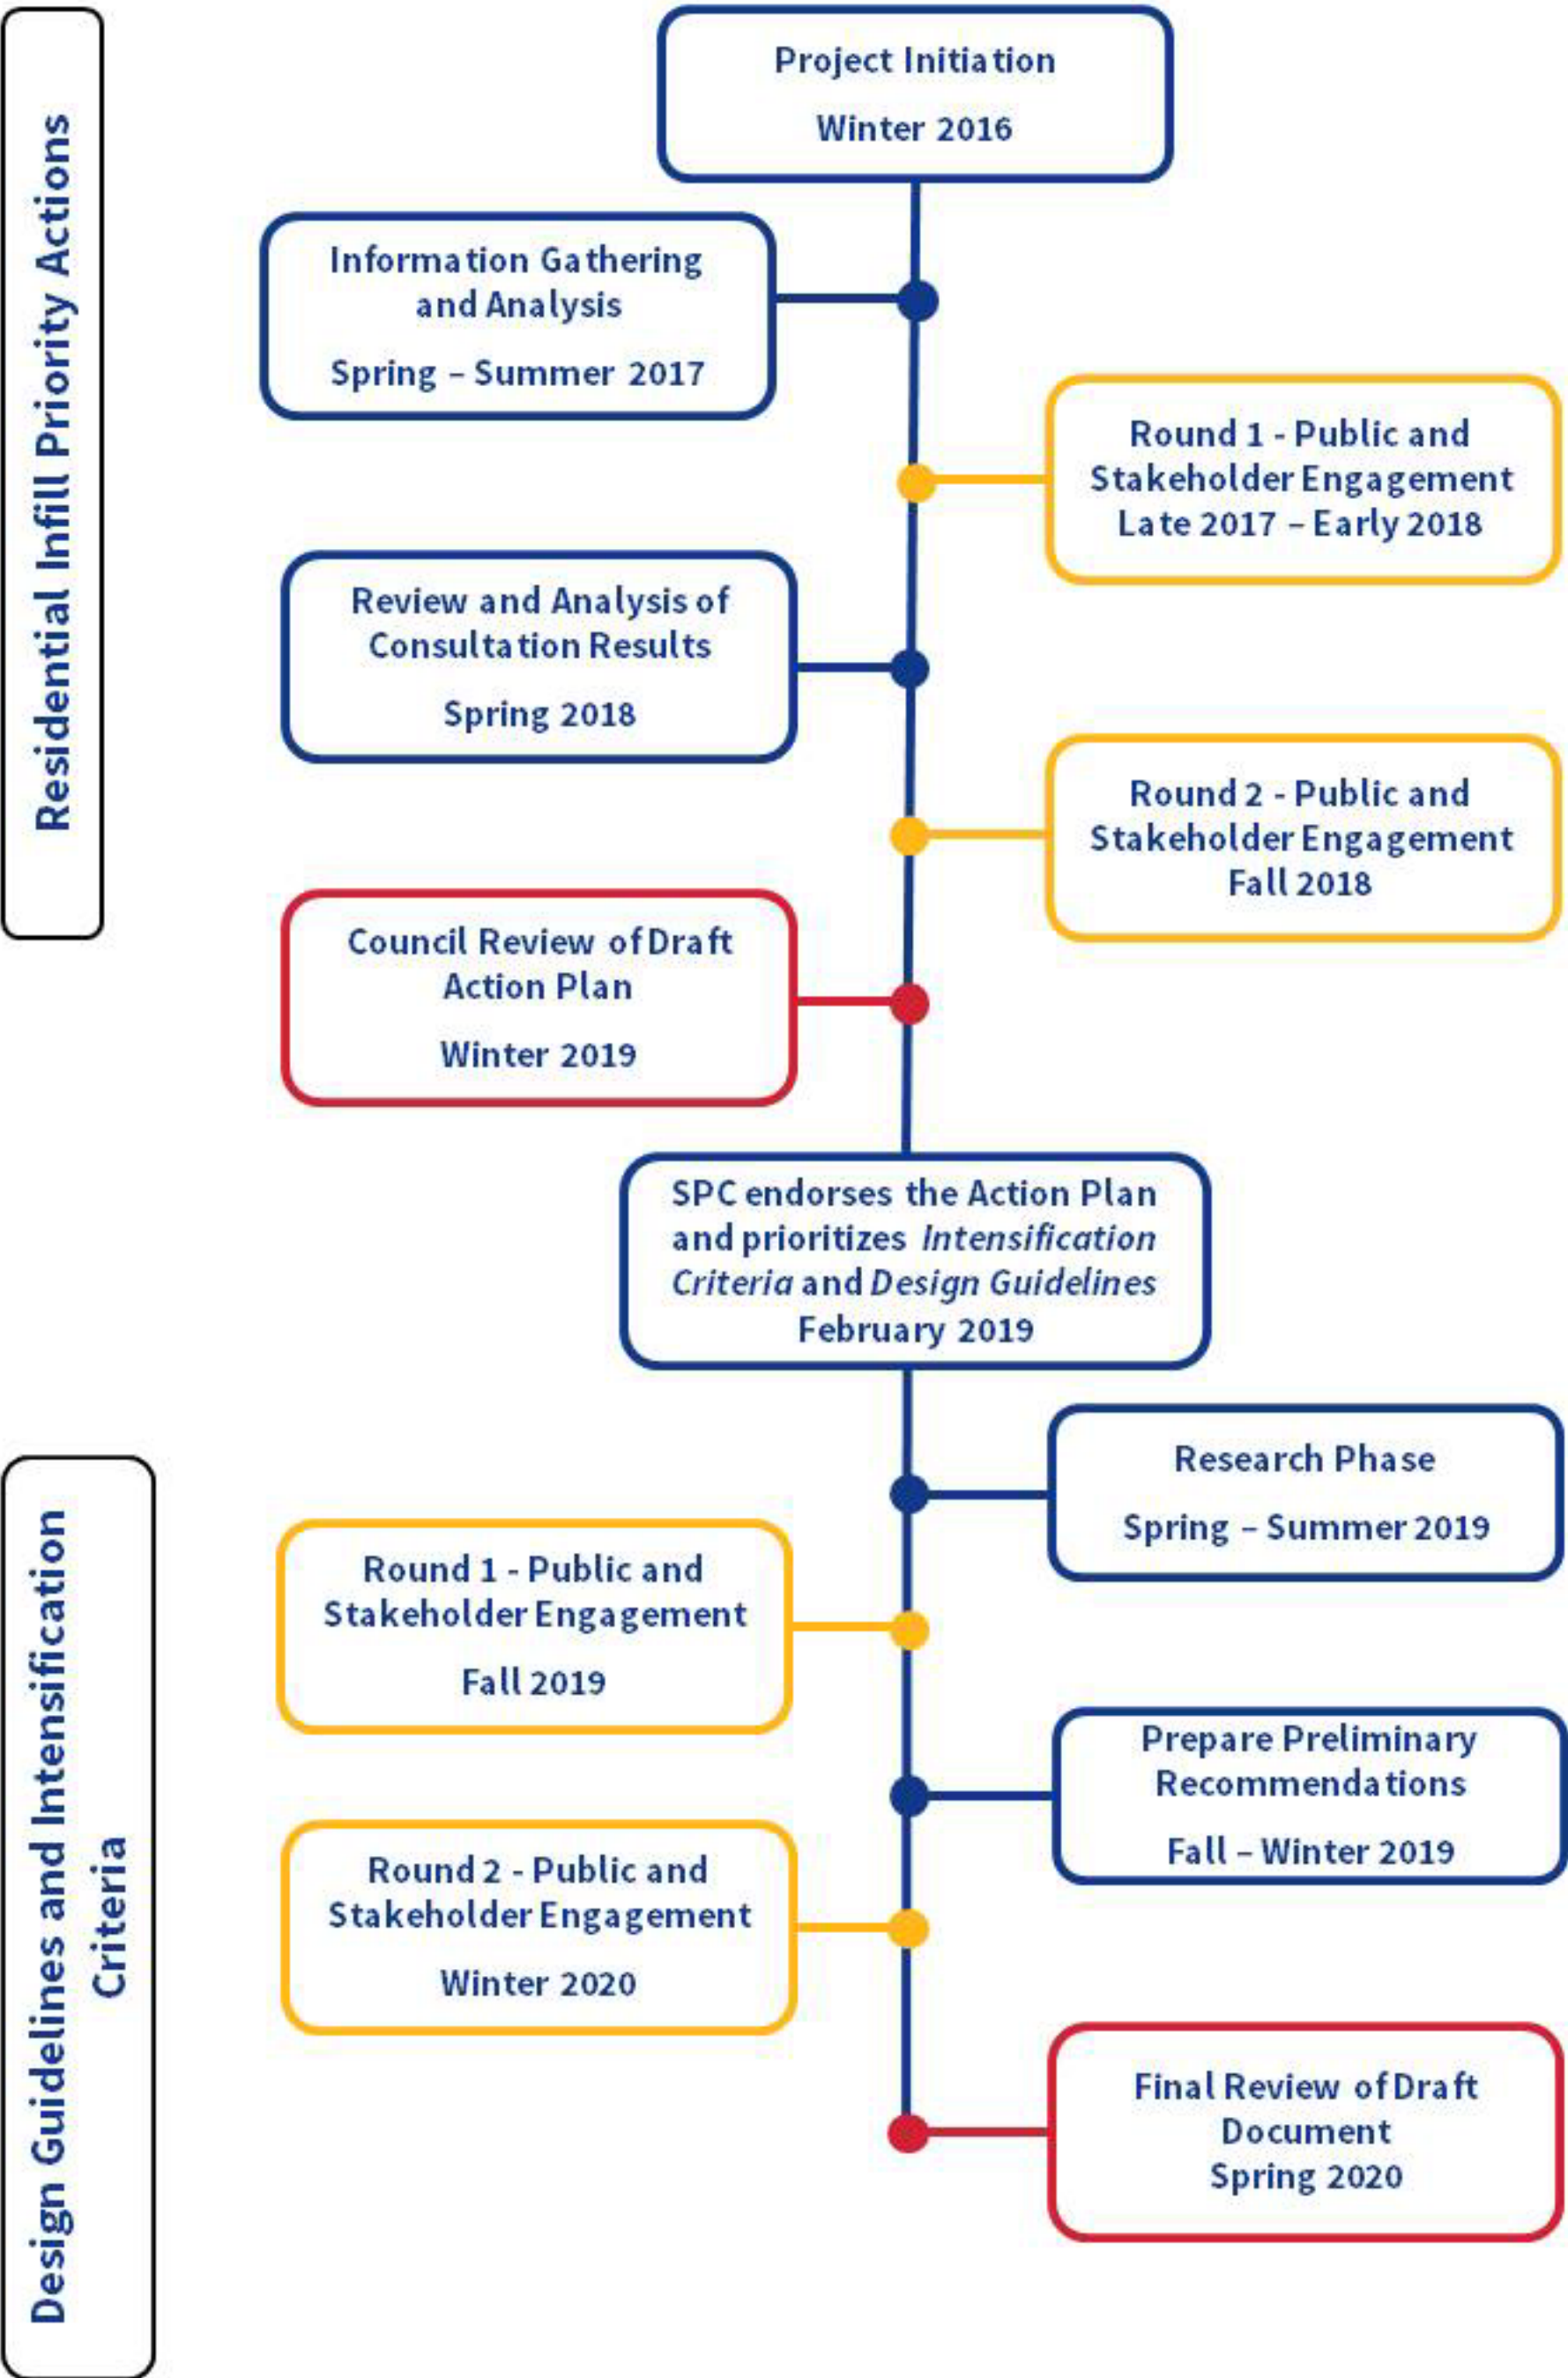 Residential Infill Priority Actions
Project Initiation
Winter 2016
Information Gathering
and Analysis
Spring – Summer 2017
Round 1 - Public and
Stakeholder Engagement
Late 2017 – Early 2018
Review and Analysis of
Consultation Results
Spring 2018
Round 2 - Public and
Stakeholder Engagement
Fall 2018
Council Review of Draft
Action Plan
Winter 2019
SPC endorses the Action Plan
and prioritizes Intensification
Criteria and Design Guidelines
February 2019
Design Guidelines and Intensification
Criteria
Research Phase
Spring – Summer 2019
Round 1 - Public and
Stakeholder Engagement
Fall 2019
Prepare Preliminary
Recommendations
Fall – Winter 2019
Round 2 - Public and
Stakeholder Engagement
Winter 2020
Final Review of Draft
Document
Spring 2020